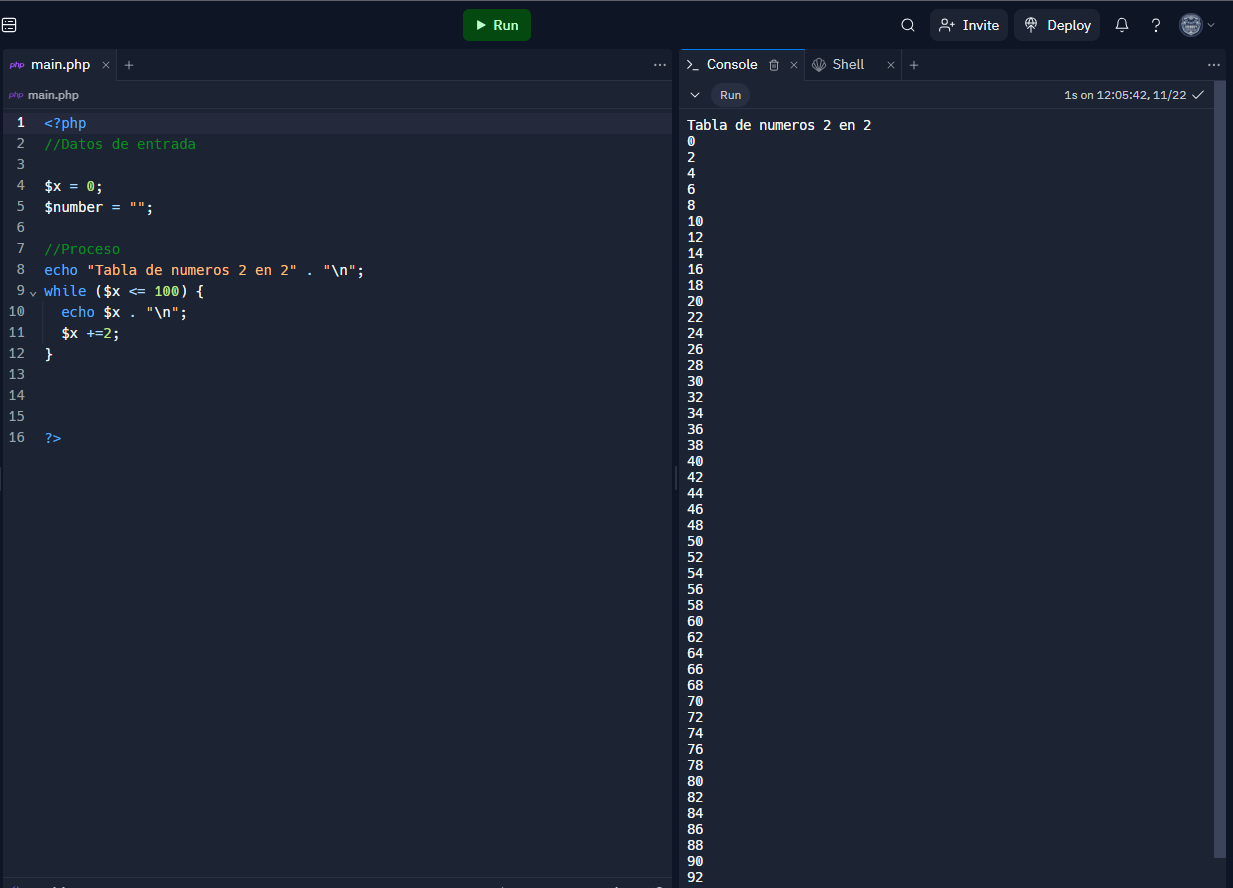 Run
Invite
Deploy
?
php main.php
php main.php
1 <?php
2 //Datos de entrada
3
4 $x = 0;
5 $number = "";
6
7 //Proceso
8 echo "Tabla de numeros 2 en 2" . "\n";
9 while ($x <= 100) {
10 echo $x . "\n";
11 $x +=2;
12 }
13
14
15
16 ?>
Console
Shell
Run
1s on 12:05:42, 11/22
Tabla de numeros 2 en 2
0
2
4
6
8
10
12
14
16
18
20
22
24
26
28
30
32
34
36
38
40
42
44
46
48
50
52
54
56
58
60
62
64
66
68
70
72
74
76
78
80
82
84
86
88
90
92